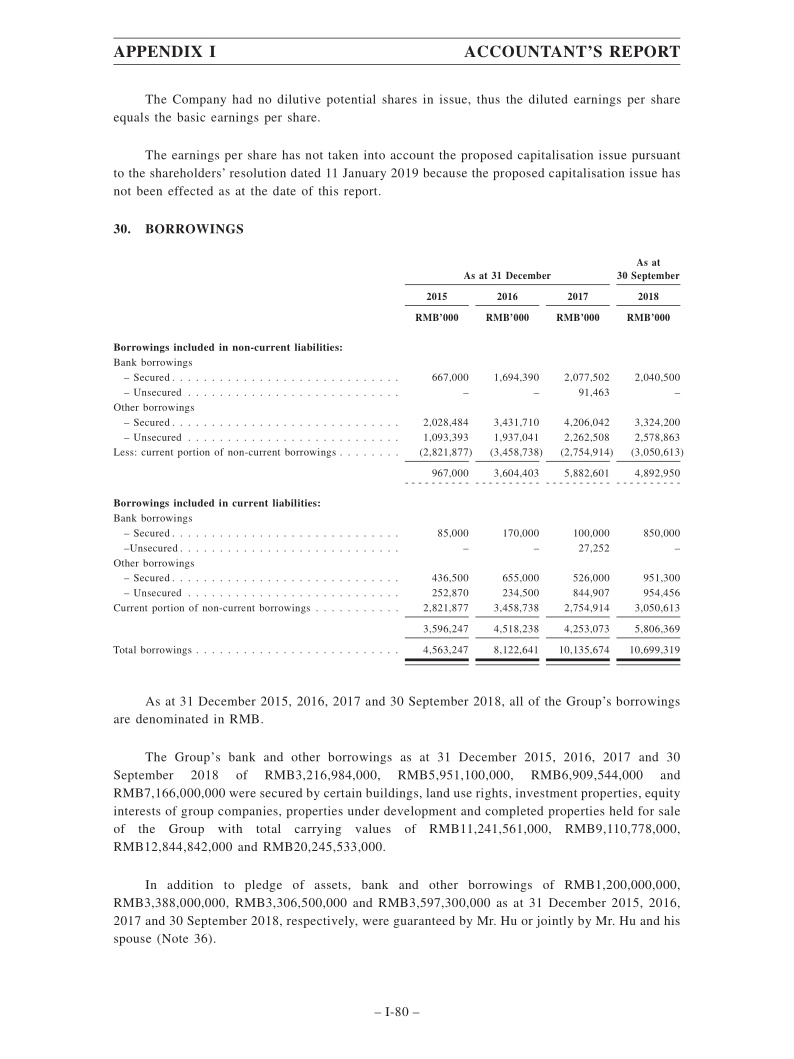 APPENDIX I ACCOUNTANT’S REPORT
The Company had no dilutive potential shares in issue, thus the diluted earnings per share
equals the basic earnings per share.
The earnings per share has not taken into account the proposed capitalisation issue pursuant
to the shareholders’ resolution dated 11 January 2019 because the proposed capitalisation issue has
not been effected as at the date of this report.
30. BORROWINGS
As at
As at 31 December 30 September
2015 2016 2017 2018
RMB’000 RMB’000 RMB’000 RMB’000
Borrowings included in non-current liabilities:
Bank borrowings
– Secured . . . . . . . . . . . . . . . . . . . . . . . . . . . . . 667,000 1,694,390 2,077,502 2,040,500
– Unsecured . . . . . . . . . . . . . . . . . . . . . . . . . . . – – 91,463 –
Other borrowings
– Secured . . . . . . . . . . . . . . . . . . . . . . . . . . . . . 2,028,484 3,431,710 4,206,042 3,324,200
– Unsecured . . . . . . . . . . . . . . . . . . . . . . . . . . . 1,093,393 1,937,041 2,262,508 2,578,863
Less: current portion of non-current borrowings . . . . . . . . (2,821,877) (3,458,738) (2,754,914) (3,050,613)
967,000 3,604,403 5,882,601 4,892,950
Borrowings included in current liabilities:
Bank borrowings
– Secured . . . . . . . . . . . . . . . . . . . . . . . . . . . . . 85,000 170,000 100,000 850,000
–Unsecured . . . . . . . . . . . . . . . . . . . . . . . . . . . . – – 27,252 –
Other borrowings
– Secured . . . . . . . . . . . . . . . . . . . . . . . . . . . . . 436,500 655,000 526,000 951,300
– Unsecured . . . . . . . . . . . . . . . . . . . . . . . . . . . 252,870 234,500 844,907 954,456
Current portion of non-current borrowings . . . . . . . . . . . 2,821,877 3,458,738 2,754,914 3,050,613
3,596,247 4,518,238 4,253,073 5,806,369
Total borrowings . . . . . . . . . . . . . . . . . . . . . . . . . . 4,563,247 8,122,641 10,135,674 10,699,319
As at 31 December 2015, 2016, 2017 and 30 September 2018, all of the Group’s borrowings
are denominated in RMB.
The Group’s bank and other borrowings as at 31 December 2015, 2016, 2017 and 30
September 2018 of RMB3,216,984,000, RMB5,951,100,000, RMB6,909,544,000 and
RMB7,166,000,000 were secured by certain buildings, land use rights, investment properties, equity
interests of group companies, properties under development and completed properties held for sale
of the Group with total carrying values of RMB11,241,561,000, RMB9,110,778,000,
RMB12,844,842,000 and RMB20,245,533,000.
In addition to pledge of assets, bank and other borrowings of RMB1,200,000,000,
RMB3,388,000,000, RMB3,306,500,000 and RMB3,597,300,000 as at 31 December 2015, 2016,
2017 and 30 September 2018, respectively, were guaranteed by Mr. Hu or jointly by Mr. Hu and his
spouse (Note 36).
– I-80 –